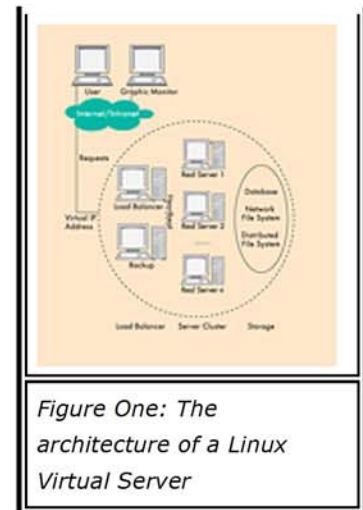 User Graphic Monitor
Internet/Intranet
Requests
Real Server 1
Load Balancer
Database
Network
File System
Distributed
File System
Virtual IP
Address
Real Server 2
Backup
Real Server n
Load Balancer Server Cluster Storage
Figure One: The
architecture of a Linux
Virtual Server